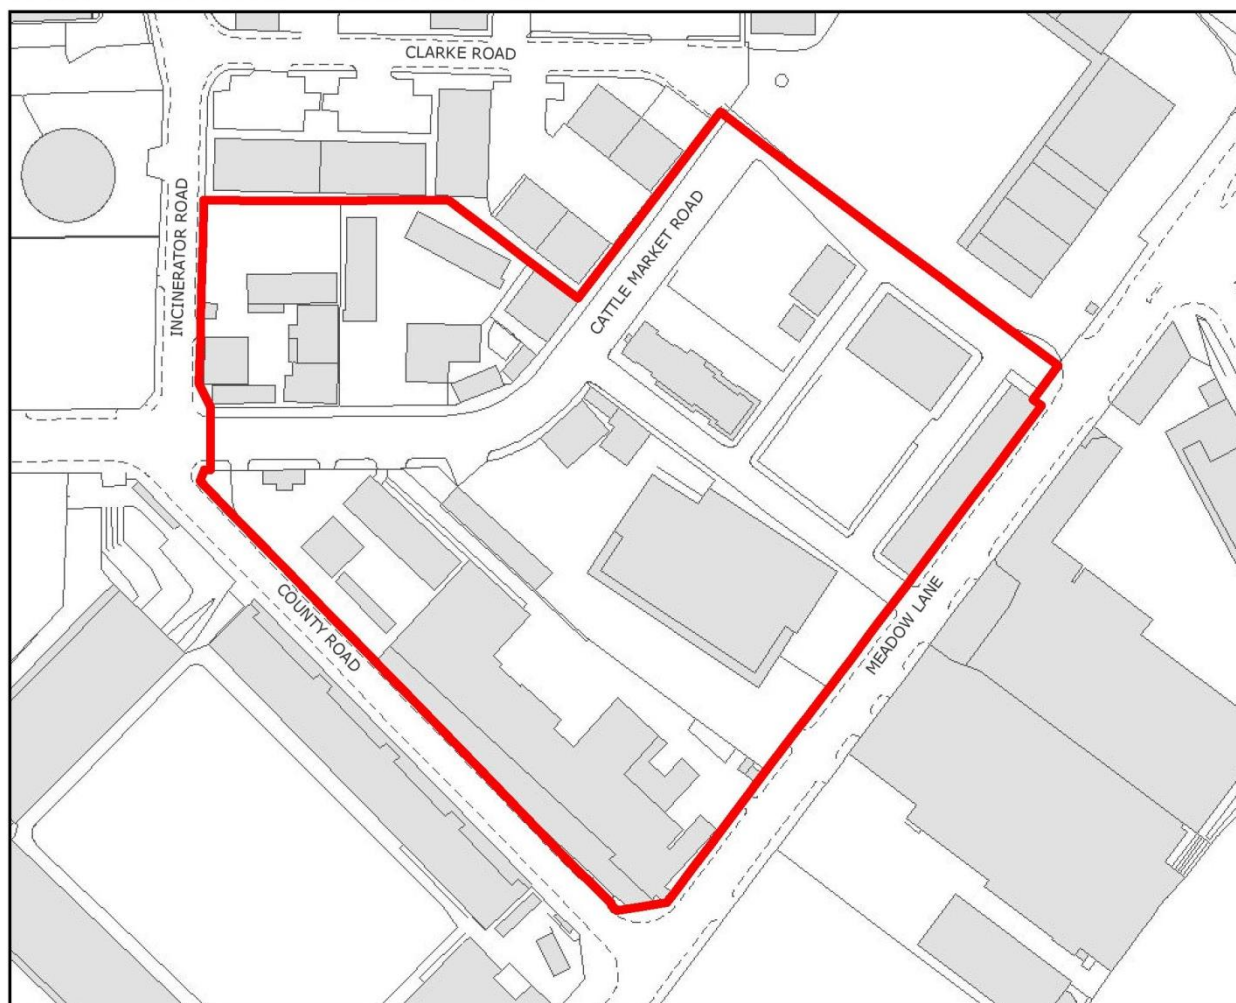 CLARKE ROAD
INCINERATOR ROAD
CATTLE MARKET ROAD
COUNTY ROAD
MEADOW LANE